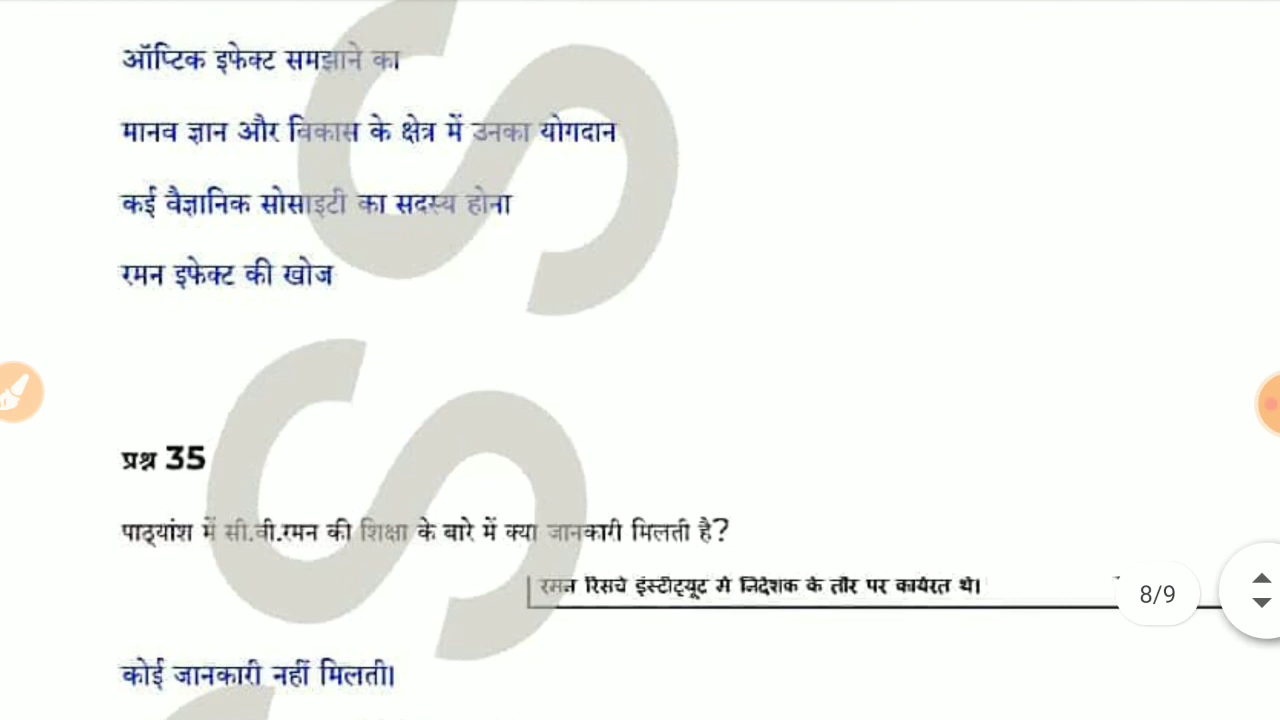 ऑप्टिक इफेक्ट समझाने का
मानव ज्ञान और विकास के क्षेत्र में उनका योगदान
कई वैज्ञानिक सोसाइटी का सदस्य होना
रमन इफेक्ट की खोज
प्रश्न 35
पाठ्यांश में सी.वी.रमन की शिक्षा के बारे में क्या जानकारी मिलती है?
रमन रिसर्च इंस्टीट्यूट में निदेशक के तौर पर कार्यरत थे।
8/9
कोई जानकारी नहीं मिलती।